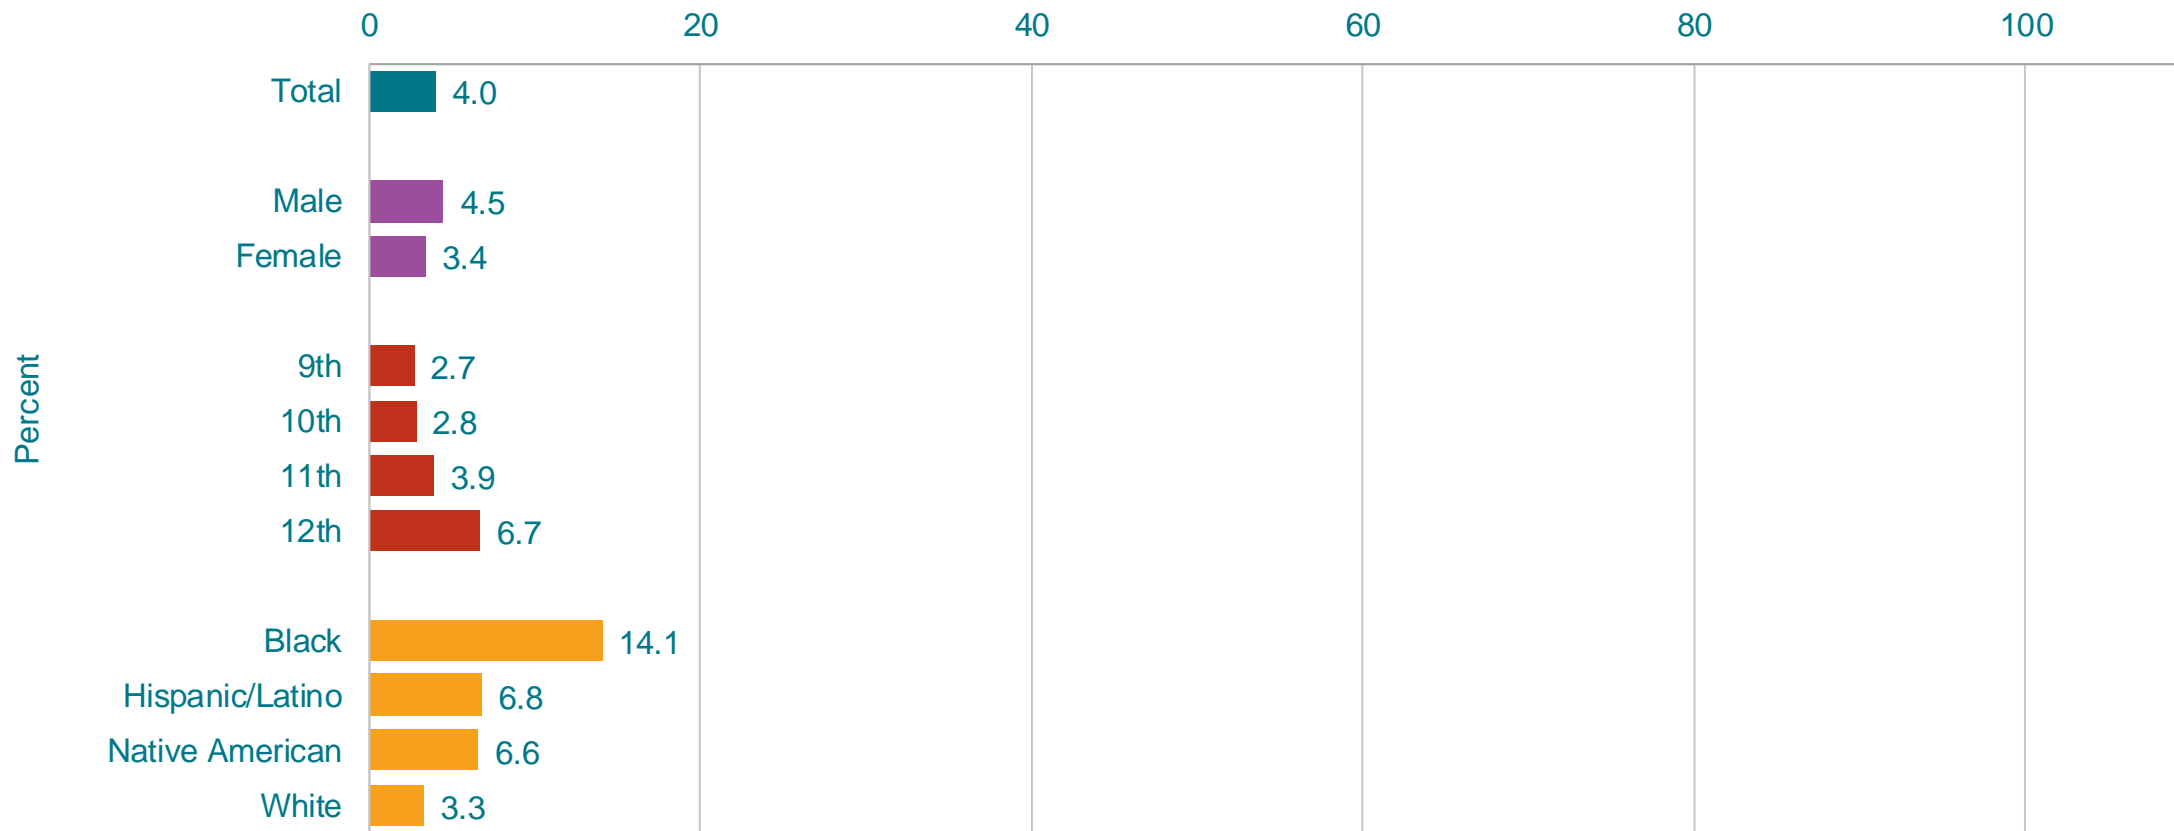 0 20 40 60 80 100
Total 4.0
Male 4.5
Female 3.4
Percent
9th 2.7
10th 2.8
11th 3.9
12th 6.7
Black 14.1
Hispanic/Latino 6.8
Native American 6.6
White 3.3